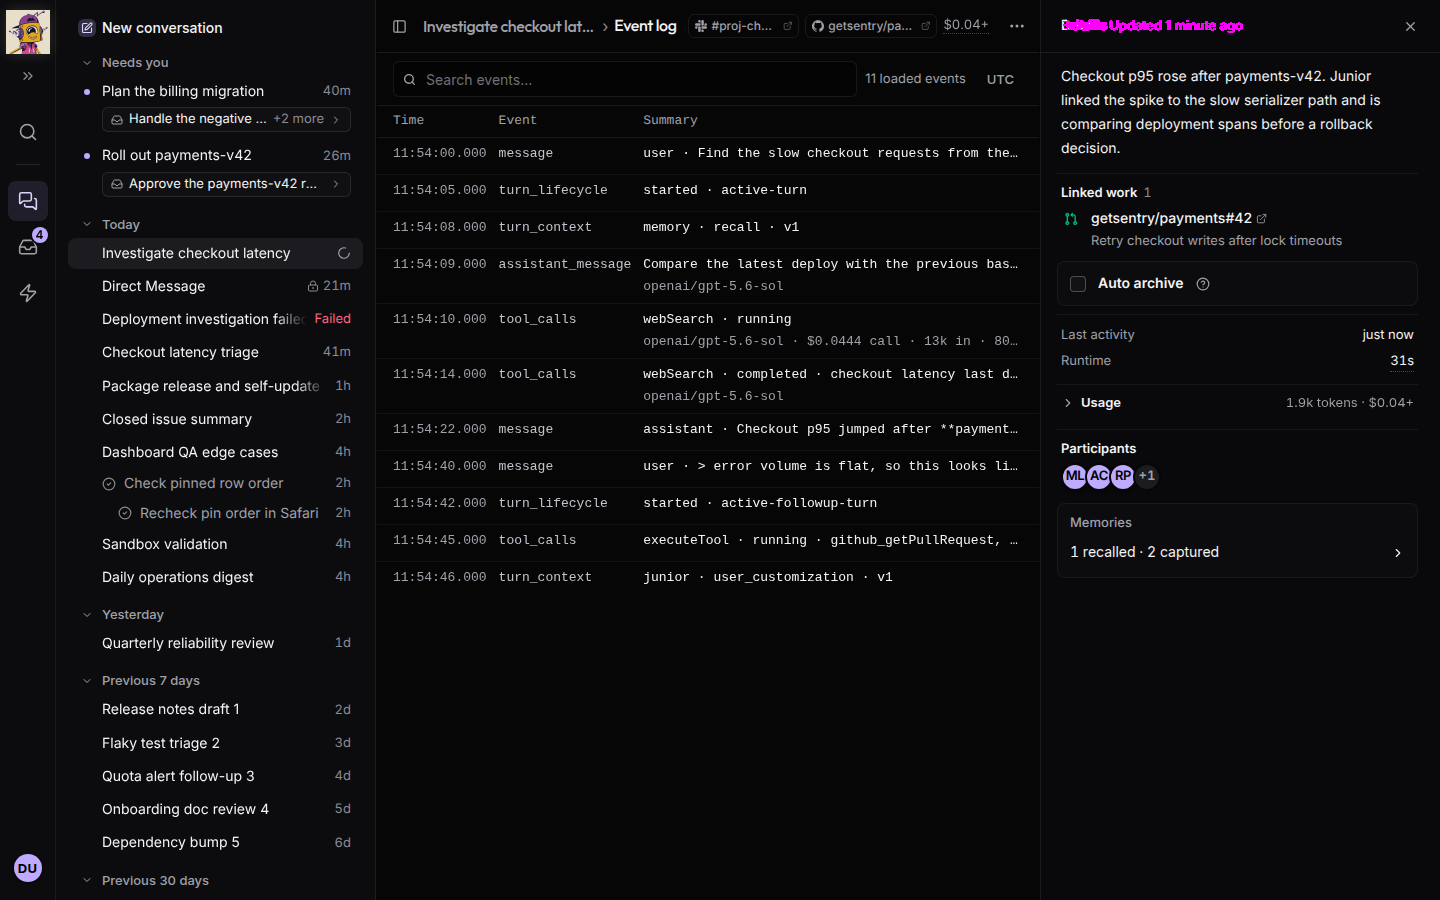 New conversation
Needs you
Plan the billing migration 40m
Handle the negative ... +2 more
Roll out payments-v42 26m
Approve the payments-v42 r...
Today
Investigate checkout latency
Direct Message 21m
Deployment investigation failed Failed
Checkout latency triage 41m
Package release and self-update 1h
Closed issue summary 2h
Dashboard QA edge cases 4h
Check pinned row order 2h
Recheck pin order in Safari 2h
Sandbox validation 4h
Daily operations digest 4h
Yesterday
Quarterly reliability review 1d
Previous 7 days
Release notes draft 1 2d
Flaky test triage 2 3d
Quota alert follow-up 3 4d
Onboarding doc review 4 5d
Dependency bump 5 6d
Previous 30 days
4
DU
Investigate checkout lat... › Event log #proj-ch... getsentry/pa... $0.04+
Search events... 11 loaded events UTC
Time Event Summary
11:54:00.000 message user · Find the slow checkout requests from the…
11:54:05.000 turn_lifecycle started · active-turn
11:54:08.000 turn_context memory · recall · v1
11:54:09.000 assistant_message Compare the latest deploy with the previous bas…
openai/gpt-5.6-sol
11:54:10.000 tool_calls webSearch · running
openai/gpt-5.6-sol · $0.0444 call · 13k in · 80…
11:54:14.000 tool_calls webSearch · completed · checkout latency last d…
openai/gpt-5.6-sol
11:54:22.000 message assistant · Checkout p95 jumped after **payment…
11:54:40.000 message user · > error volume is flat, so this looks li…
11:54:42.000 turn_lifecycle started · active-followup-turn
11:54:45.000 tool_calls executeTool · running · github_getPullRequest, …
11:54:46.000 turn_context junior · user_customization · v1
Updated 1 minute ago
Checkout p95 rose after payments-v42. Junior
linked the spike to the slow serializer path and is
comparing deployment spans before a rollback
decision.
Linked work 1
getsentry/payments#42
Retry checkout writes after lock timeouts
Auto archive
Last activity just now
Runtime 31s
Usage 1.9k tokens · $0.04+
Participants
ML AC RP +1
Memories
1 recalled · 2 captured